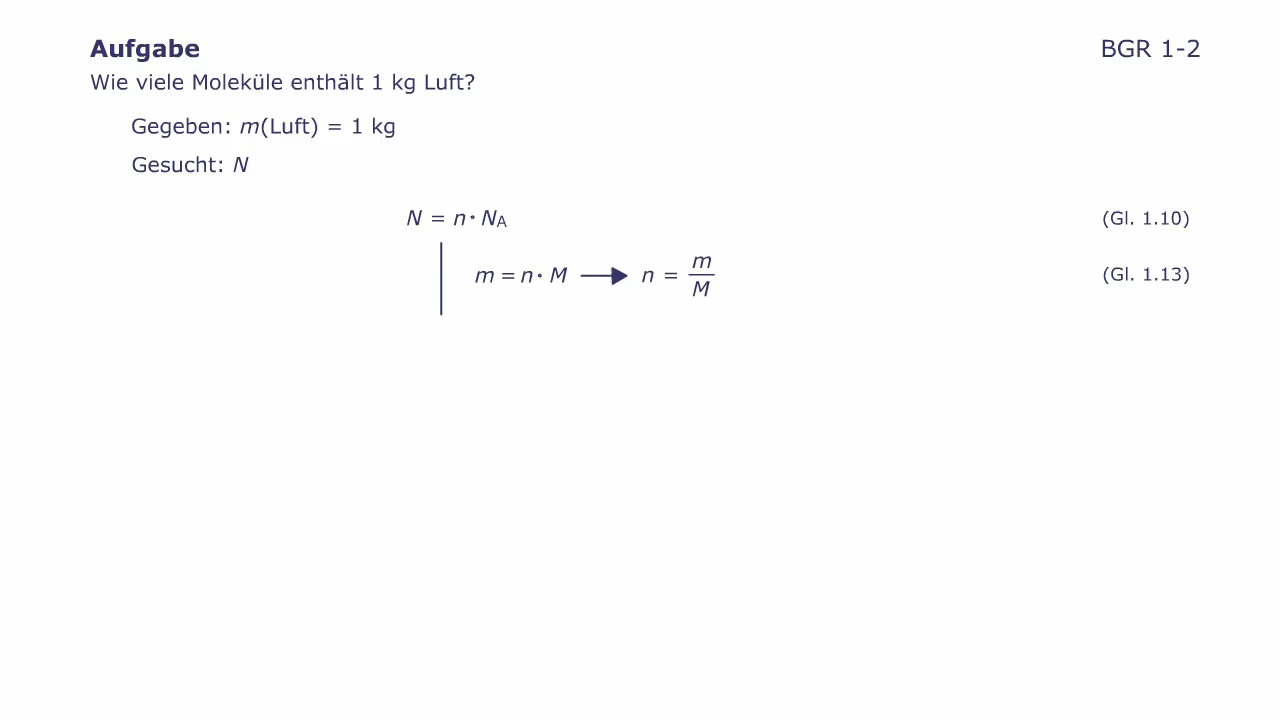 Aufgabe BGR 1-2
Wie viele Moleküle enthält 1 kg Luft?
Gegeben: m(Luft) = 1 kg
Gesucht: N
N = n · N_A (Gl. 1.10)
m = n · M ⟶ n = m/M (Gl. 1.13)